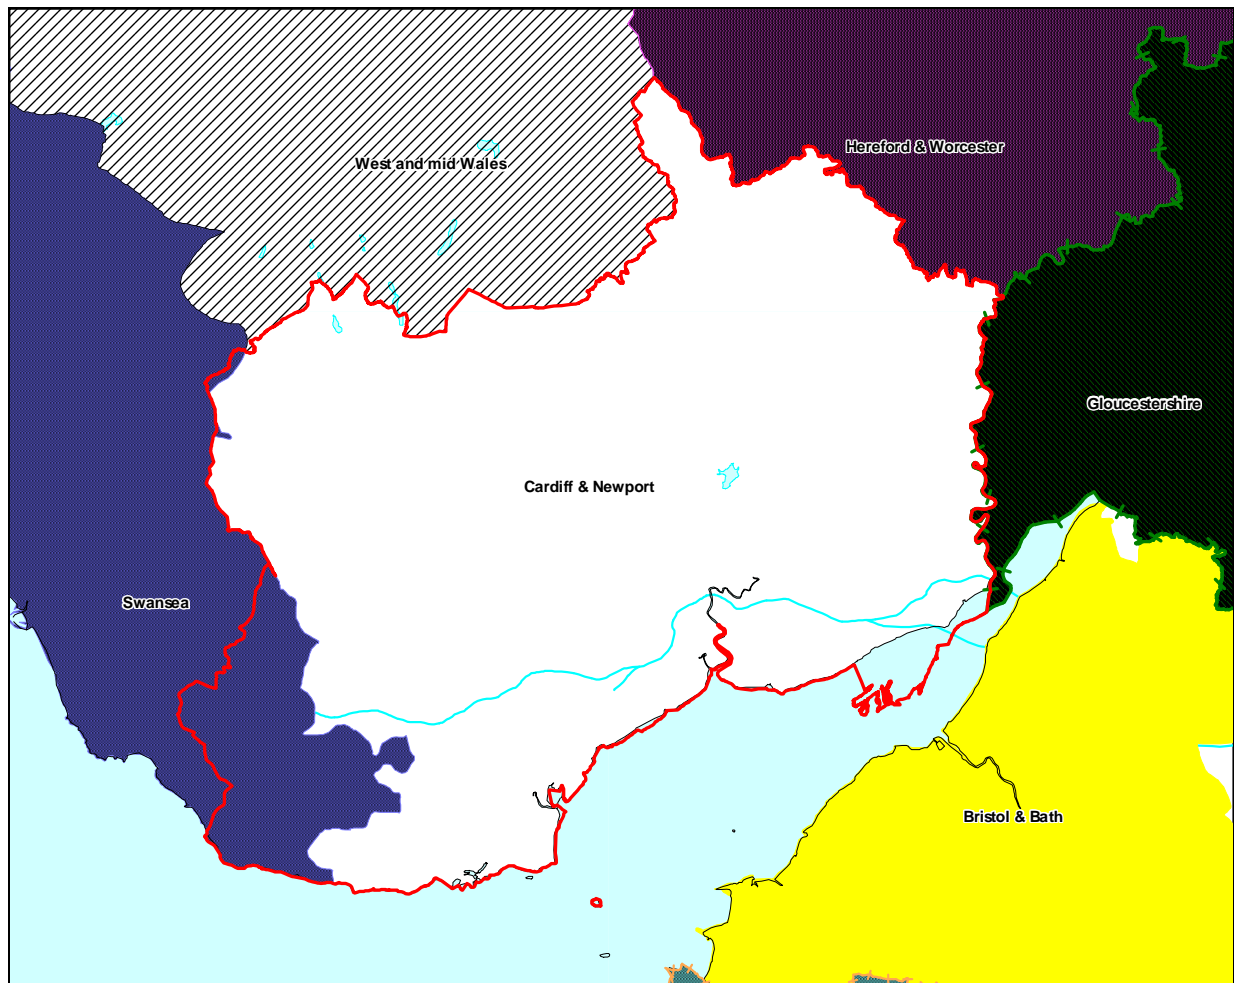 Hereford & Worcester
West and mid Wales
Gloucestershire
Cardiff & Newport
Swansea
Bristol & Bath